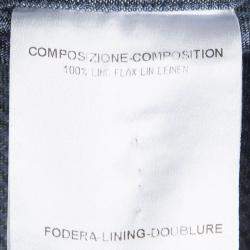 COMPOSIZIONE-COMPOSITION
100% LINO FLAX LIN LEINEN
FODERA-LINING-DOUBLURE